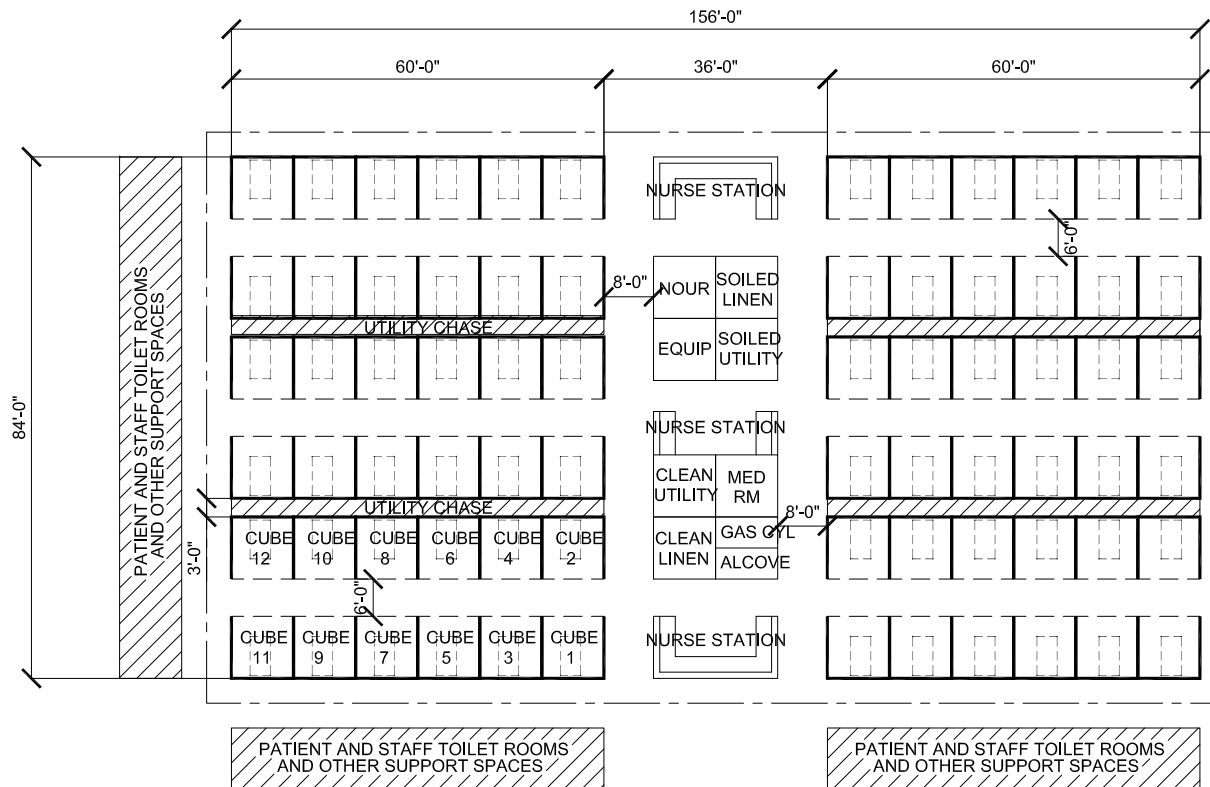 156'-0"
60'-0"
36'-0"
60'-0"
NURSE STATION
6'-0"
8'-0"
NOUR
SOILED
LINEN
UTILITY CHASE
EQUIP
SOILED
UTILITY
84'-0"
PATIENT AND STAFF TOILET ROOMS
AND OTHER SUPPORT SPACES
NURSE STATION
CLEAN
UTILITY
MED
RM
UTILITY CHASE
8'-0"
3'-0"
CUBE
12
CUBE
10
CUBE
8
CUBE
6
CUBE
4
CUBE
2
CLEAN
LINEN
GAS CYL
ALCOVE
6'-0"
CUBE
11
CUBE
9
CUBE
7
CUBE
5
CUBE
3
CUBE
1
NURSE STATION
PATIENT AND STAFF TOILET ROOMS
AND OTHER SUPPORT SPACES
PATIENT AND STAFF TOILET ROOMS
AND OTHER SUPPORT SPACES